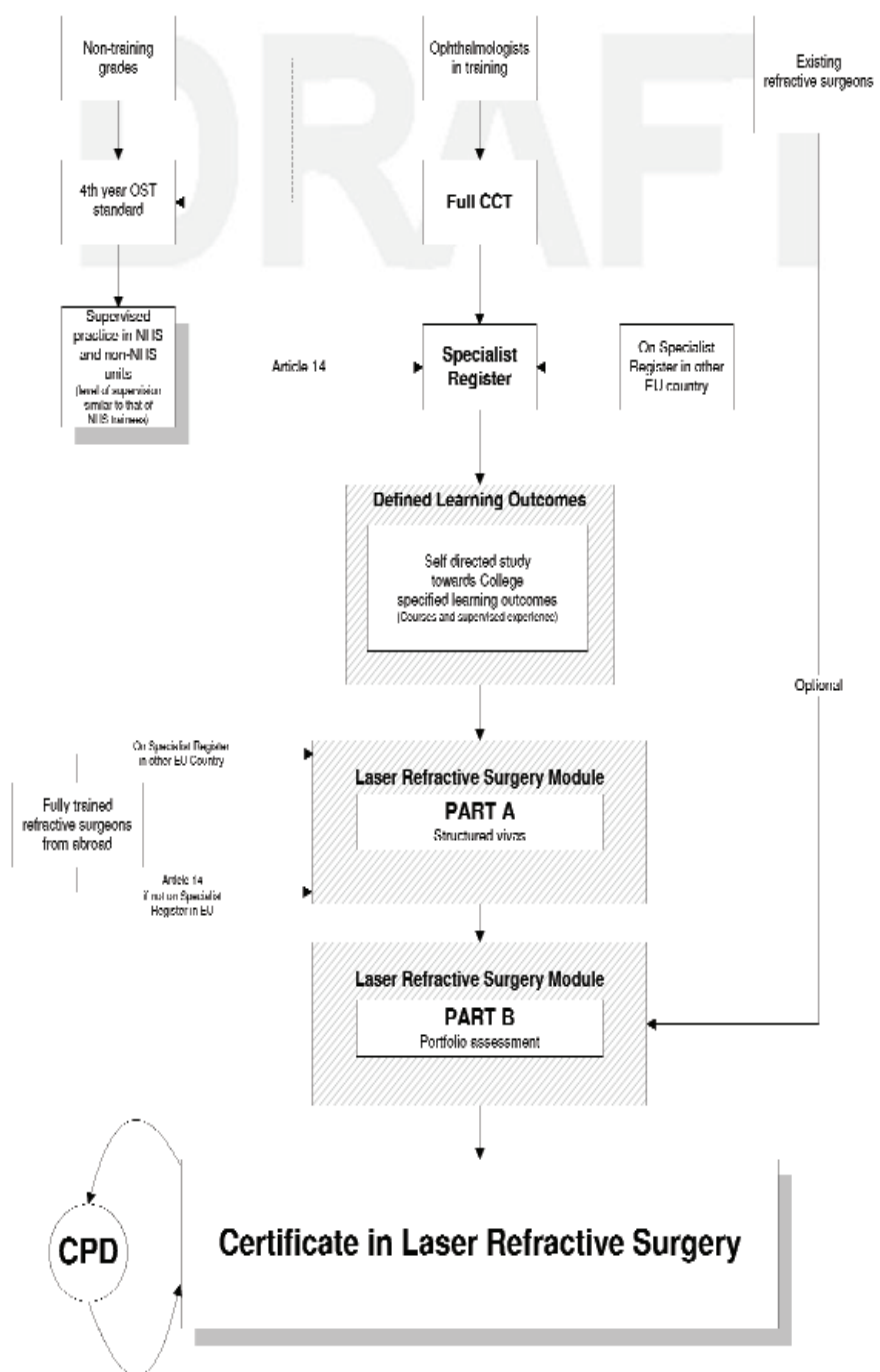 DRAFT
Non-training
grades
Ophthalmologists
in training
Existing
refractive surgeons
4th year OST
standard
Full CCT
Supervised
practice in NHS
and non-NHS
units
(level of supervision
similar to that of
NHS trainees)
Article 14
Specialist
Register
On Specialist
Register in other
EU country
Defined Learning Outcomes
Self directed study
towards College
specified learning outcomes
(Courses and supervised experience)
Optional
On Specialist Register
in other EU Country
Fully trained
refractive surgeons
from abroad
Article 14
if not on Specialist
Register in EU
Laser Refractive Surgery Module
PART A
Structured vivas
Laser Refractive Surgery Module
PART B
Portfolio assessment
CPD
Certificate in Laser Refractive Surgery